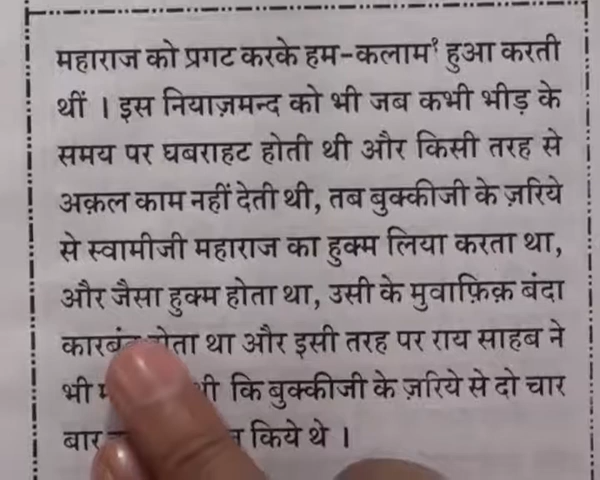 महाराज को प्रगट करके हम-कलाम¹ हुआ करती
थीं । इस नियाज़मन्द को भी जब कभी भीड़ के
समय पर घबराहट होती थी और किसी तरह से
अक़ल काम नहीं देती थी, तब बुक्कीजी के ज़रिये
से स्वामीजी महाराज का हुक्म लिया करता था,
और जैसा हुक्म होता था, उसी के मुवाफ़िक़ बंदा
होता था और इसी तरह पर राय साहब ने
भी कि बुक्कीजी के ज़रिये से दो चार
बार किये थे ।